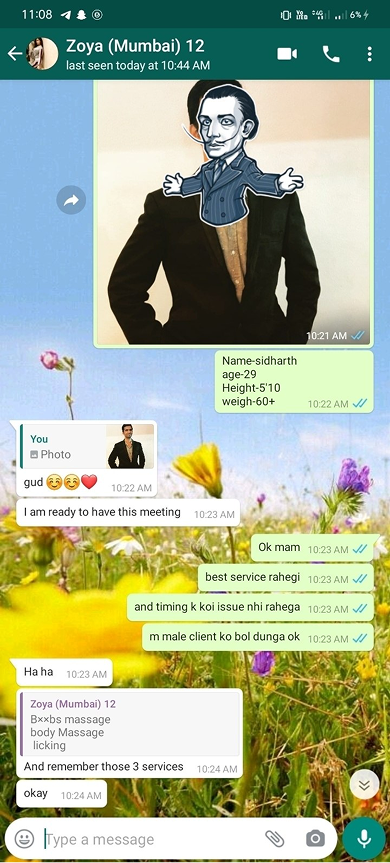 11:08
6%
Zoya (Mumbai) 12
last seen today at 10:44 AM
10:21 AM
Name-sidharth
age-29
Height-5'10
weigh-60+
10:22 AM
You
Photo
gud 😊😊❤️
10:22 AM
I am ready to have this meeting 10:23 AM
Ok mam 10:23 AM
best service rahegi 10:23 AM
and timing k koi issue nhi rahega 10:23 AM
m male client ko bol dunga ok 10:23 AM
Ha ha 10:23 AM
Zoya (Mumbai) 12
B××bs massage
body Massage
licking
And remember those 3 services 10:24 AM
okay 10:24 AM
Type a message